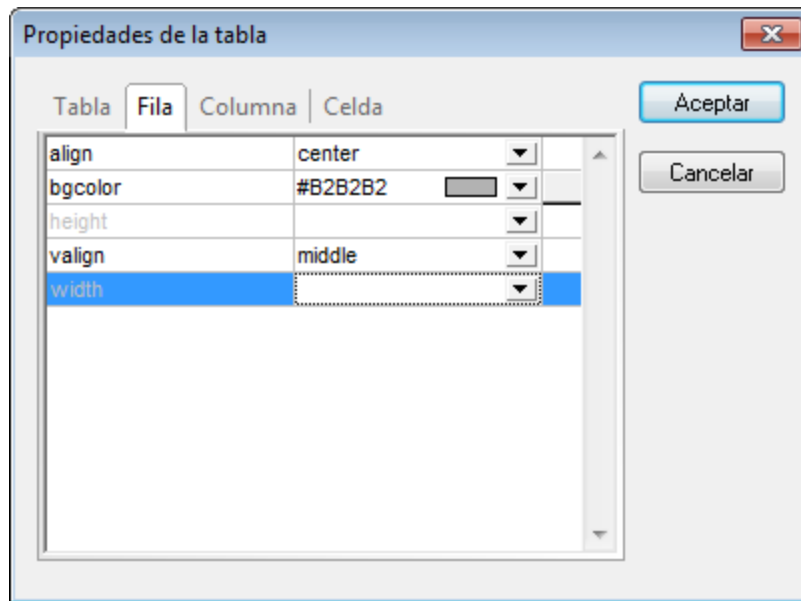 Propiedades de la tabla
Tabla Fila Columna Celda
Aceptar
Cancelar
align center
bgcolor #B2B2B2
height
valign middle
width